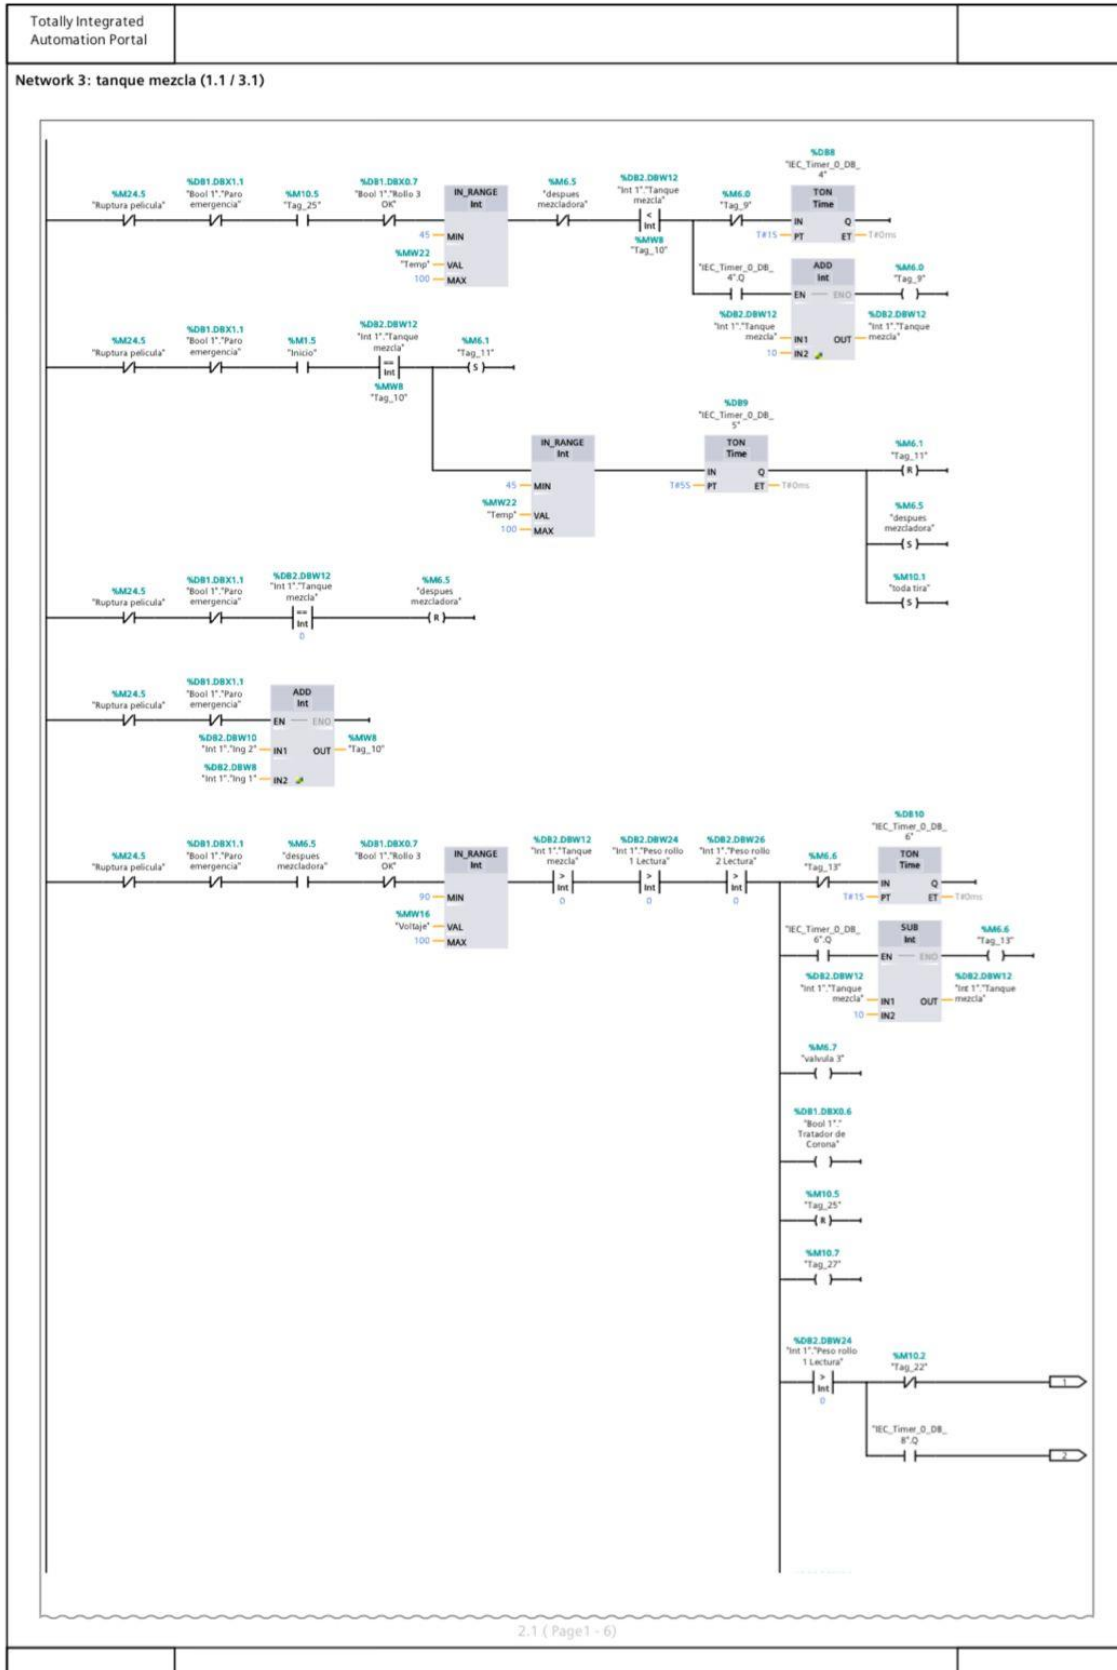 Totally Integrated
Automation Portal
Network 3: tanque mezcla (1.1 / 3.1)
%M24.5
"Ruptura pelicula"
%DB1.DBX1.1
"Bool 1"."Paro
emergencia"
%M10.5
"Tag_25"
%DB1.DBX0.7
"Bool 1"."Rollo 3
OK"
IN_RANGE
Int
45
MIN
%MW22
"Temp"
VAL
100
MAX
%M6.5
"despues
mezcladora"
%DB2.DBW12
"Int 1"."Tanque
mezcla"
<
Int
%MW8
"Tag_10"
%M6.0
"Tag_9"
%DB8
"IEC_Timer_0_DB_
4"
TON
Time
IN
Q
T#1S
PT
ET
T#0ms
"IEC_Timer_0_DB_
4".Q
ADD
Int
EN
ENO
%M6.0
"Tag_9"
%DB2.DBW12
"Int 1"."Tanque
mezcla"
IN1
10
IN2
OUT
%DB2.DBW12
"Int 1"."Tanque
mezcla"
%M24.5
"Ruptura pelicula"
%DB1.DBX1.1
"Bool 1"."Paro
emergencia"
%M1.5
"Inicio"
%DB2.DBW12
"Int 1"."Tanque
mezcla"
==
Int
%MW8
"Tag_10"
%M6.1
"Tag_11"
S
IN_RANGE
Int
45
MIN
%MW22
"Temp"
VAL
100
MAX
%DB9
"IEC_Timer_0_DB_
5"
TON
Time
IN
Q
T#5S
PT
ET
T#0ms
%M6.1
"Tag_11"
R
%M6.5
"despues
mezcladora"
S
%M10.1
"toda tira"
S
%M24.5
"Ruptura pelicula"
%DB1.DBX1.1
"Bool 1"."Paro
emergencia"
%DB2.DBW12
"Int 1"."Tanque
mezcla"
==
Int
0
%M6.5
"despues
mezcladora"
R
%M24.5
"Ruptura pelicula"
%DB1.DBX1.1
"Bool 1"."Paro
emergencia"
ADD
Int
EN
ENO
%DB2.DBW10
"Int 1"."Ing 2"
IN1
%DB2.DBW8
"Int 1"."Ing 1"
IN2
OUT
%MW8
"Tag_10"
%M24.5
"Ruptura pelicula"
%DB1.DBX1.1
"Bool 1"."Paro
emergencia"
%M6.5
"despues
mezcladora"
%DB1.DBX0.7
"Bool 1"."Rollo 3
OK"
IN_RANGE
Int
90
MIN
%MW16
"Voltaje"
VAL
100
MAX
%DB2.DBW12
"Int 1"."Tanque
mezcla"
>
Int
0
%DB2.DBW24
"Int 1"."Peso rollo
1 Lectura"
>
Int
0
%DB2.DBW26
"Int 1"."Peso rollo
2 Lectura"
>
Int
0
%M6.6
"Tag_13"
%DB10
"IEC_Timer_0_DB_
6"
TON
Time
IN
Q
T#1S
PT
ET
T#0ms
"IEC_Timer_0_DB_
6".Q
SUB
Int
EN
ENO
%M6.6
"Tag_13"
%DB2.DBW12
"Int 1"."Tanque
mezcla"
IN1
10
IN2
OUT
%DB2.DBW12
"Int 1"."Tanque
mezcla"
%M6.7
"valvula 3"
%DB1.DBX0.6
"Bool 1"."
Tratador de
Corona"
%M10.5
"Tag_25"
R
%M10.7
"Tag_27"
%DB2.DBW24
"Int 1"."Peso rollo
1 Lectura"
>
Int
0
%M10.2
"Tag_22"
1
"IEC_Timer_0_DB_
8".Q
2
2.1 ( Page1 - 6)